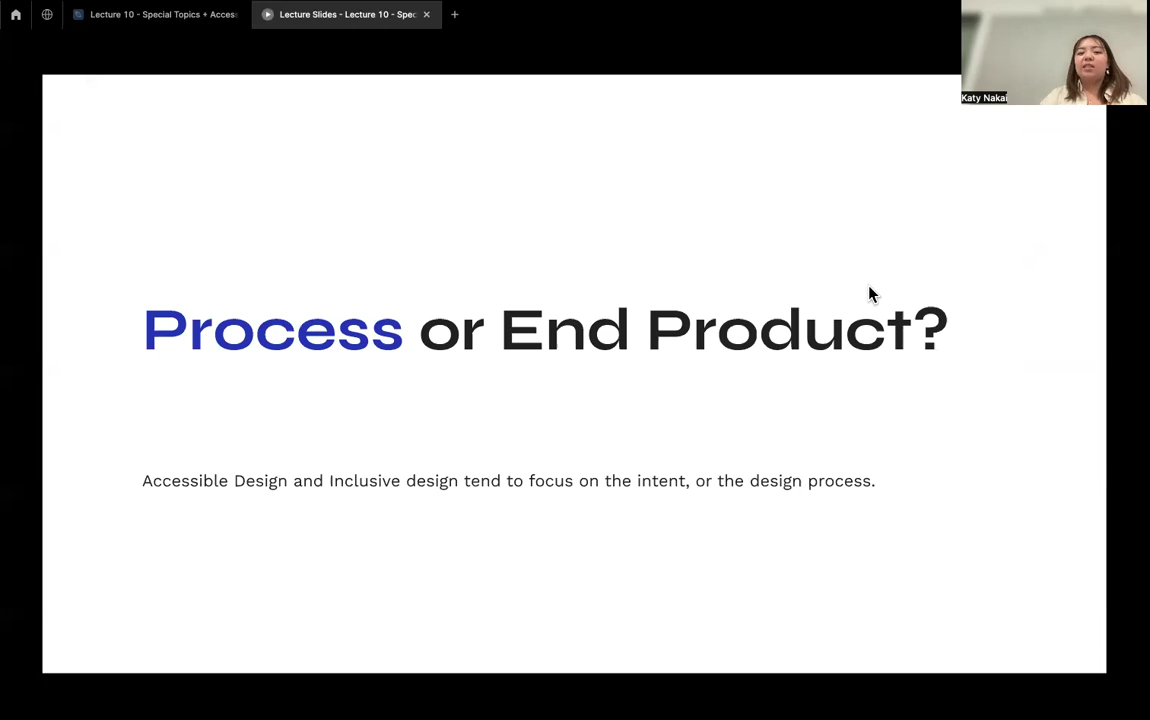 Lecture 10 - Special Topics + Acces
Lecture Slides - Lecture 10 - Spec
Katy Nakai
Process or End Product?
Accessible Design and Inclusive design tend to focus on the intent, or the design process.